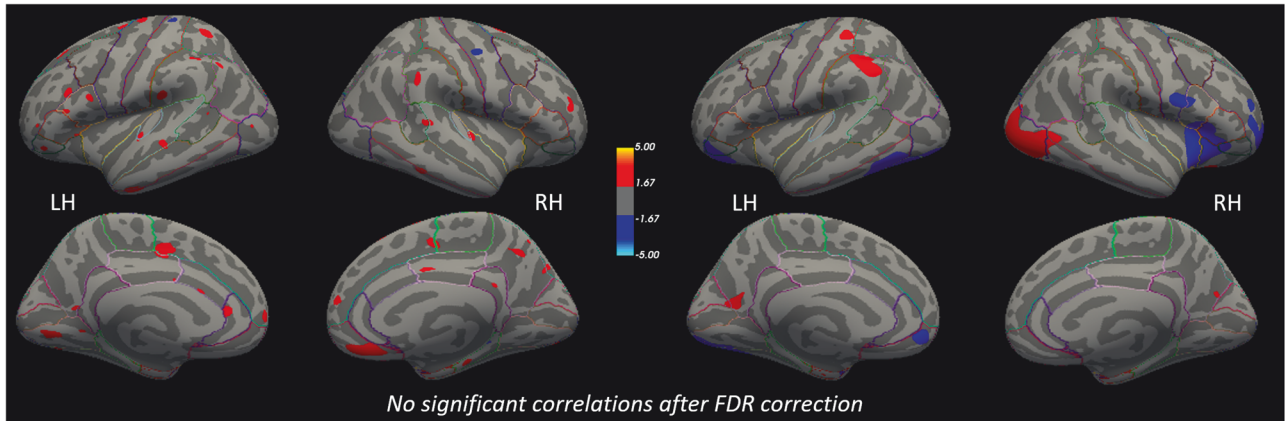 5.00
1.67
-1.67
-5.00
LH
RH
LH
RH
No significant correlations after FDR correction